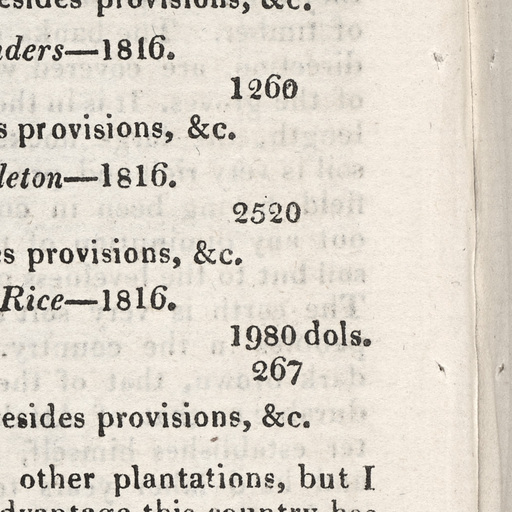 esides provisions, &c.
nders—1816.
1260
s provisions, &c.
leton—1816.
2520
es provisions, &c.
Rice—1816.
1980 dols.
267
esides provisions, &c.
other plantations, but I
dvantage this country has